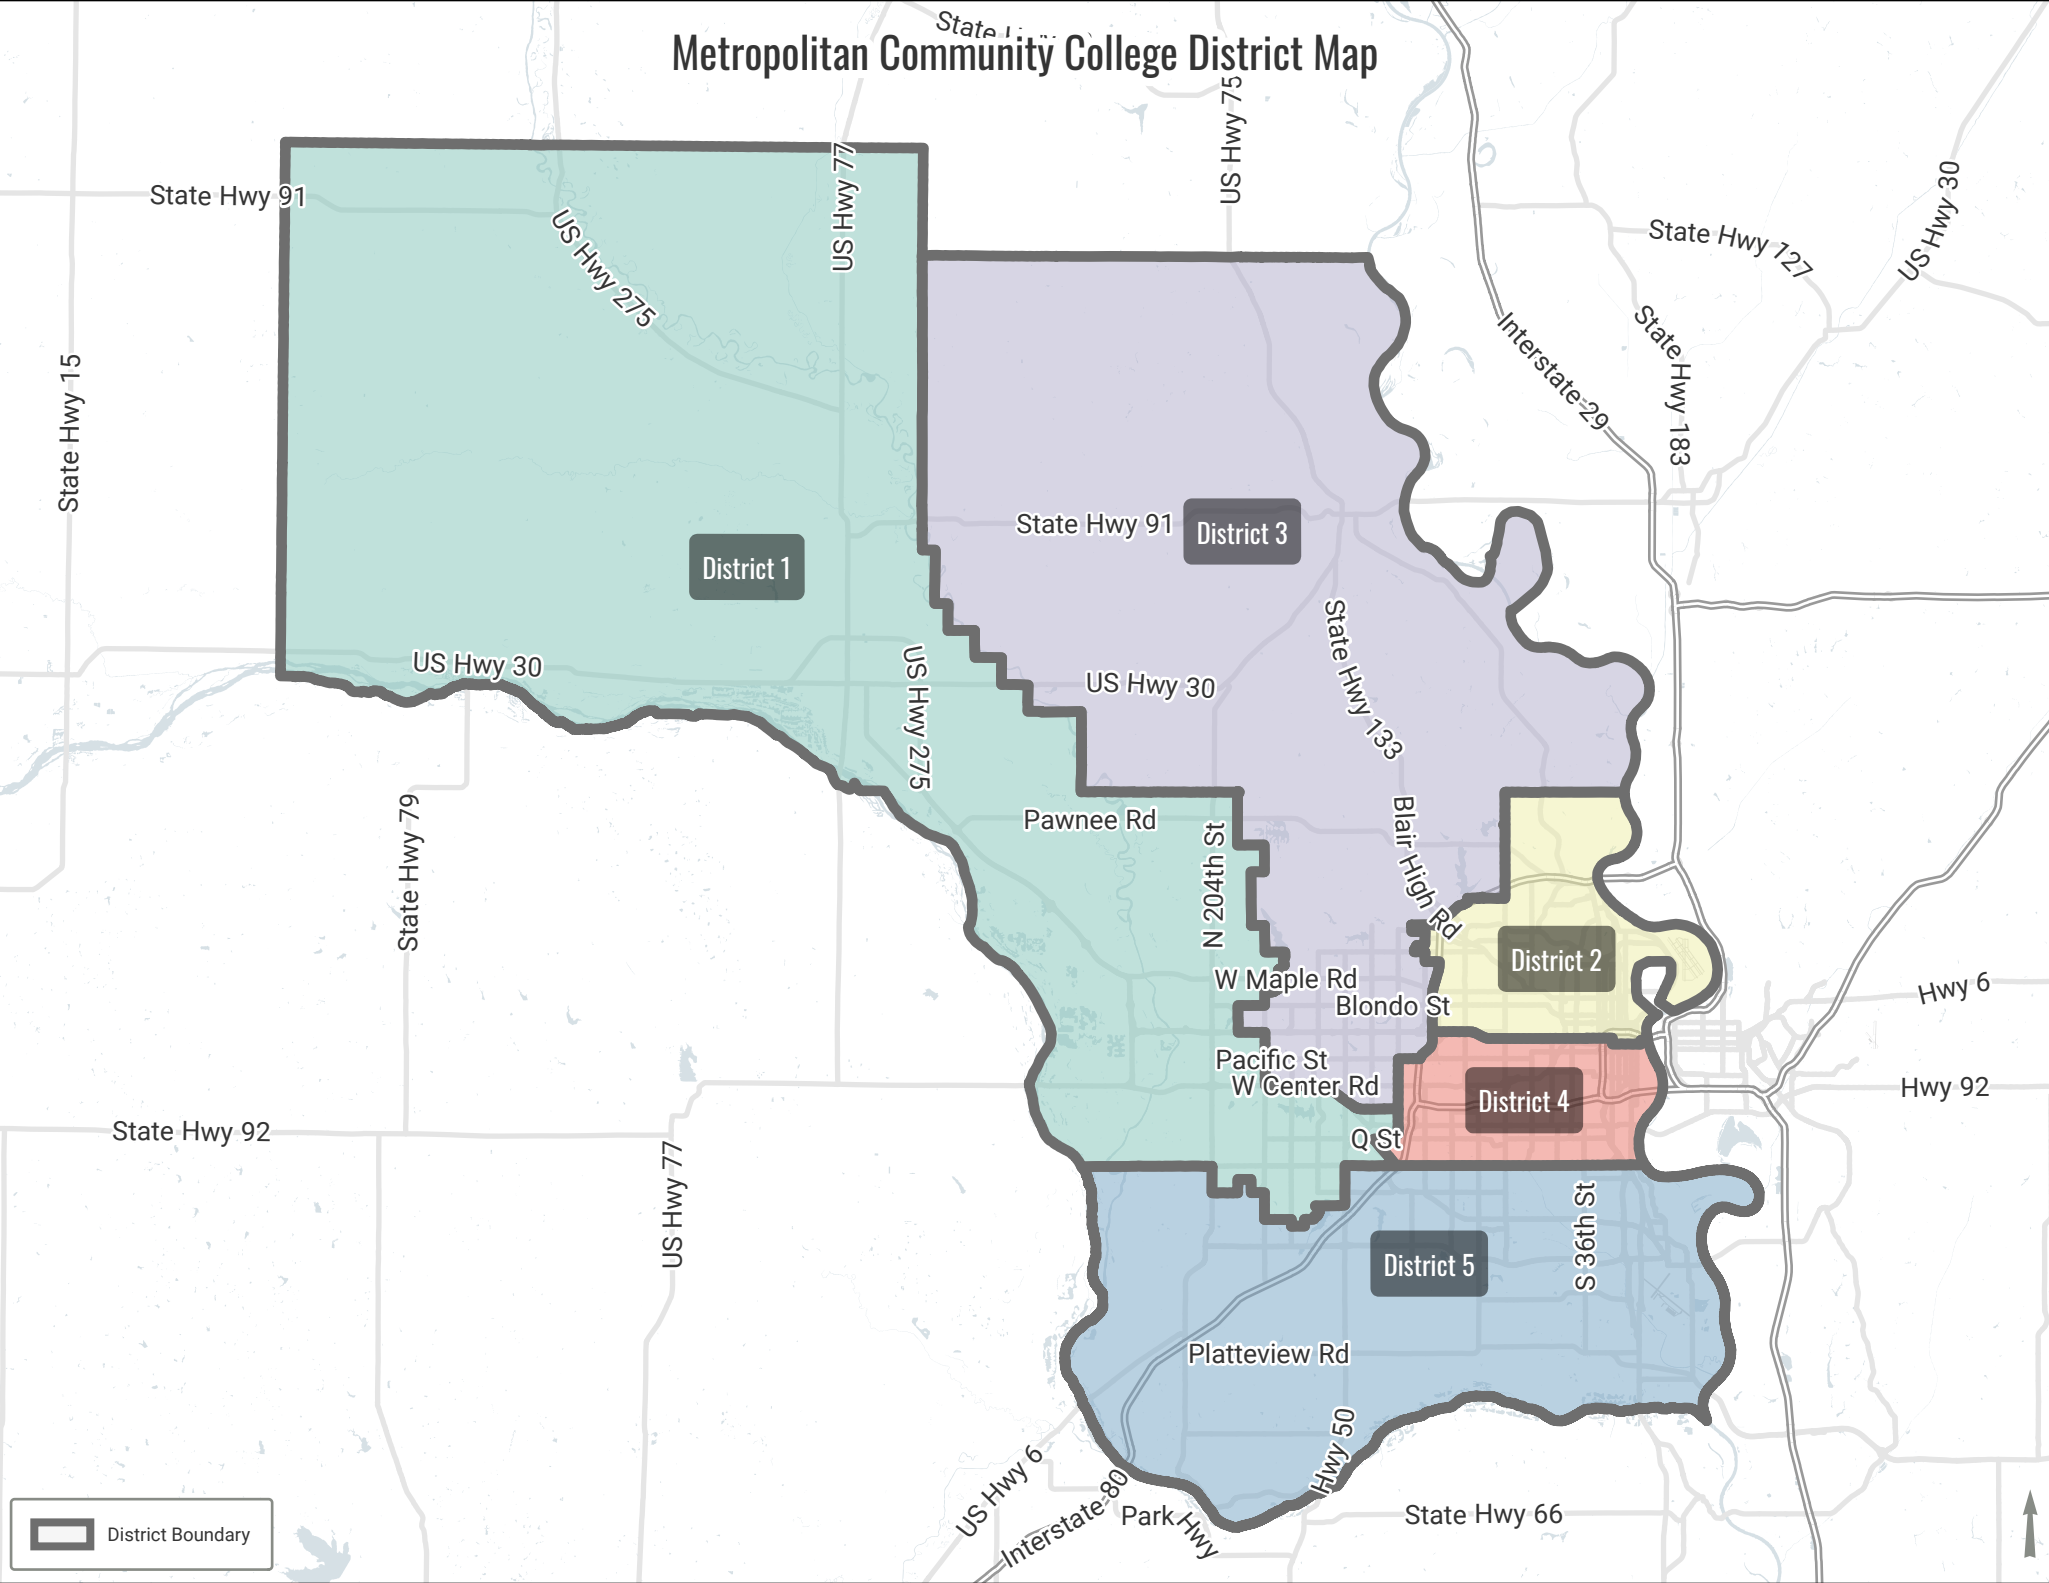 Metropolitan Community College District Map
US Hwy 75
State Hwy 91
US Hwy 77
US Hwy 275
State Hwy 127
US Hwy 30
Interstate 29
State Hwy 183
State Hwy 15
State Hwy 91
District 3
District 1
US Hwy 30
US Hwy 275
US Hwy 30
State Hwy 133
State Hwy 79
Pawnee Rd
N 204th St
Blair High Rd
District 2
W Maple Rd
Blondo St
Hwy 6
Pacific St
W Center Rd
Hwy 92
District 4
State Hwy 92
Q St
US Hwy 77
S 36th St
District 5
Platteview Rd
Hwy 50
US Hwy 6
Interstate 80
Park Hwy
State Hwy 66
District Boundary